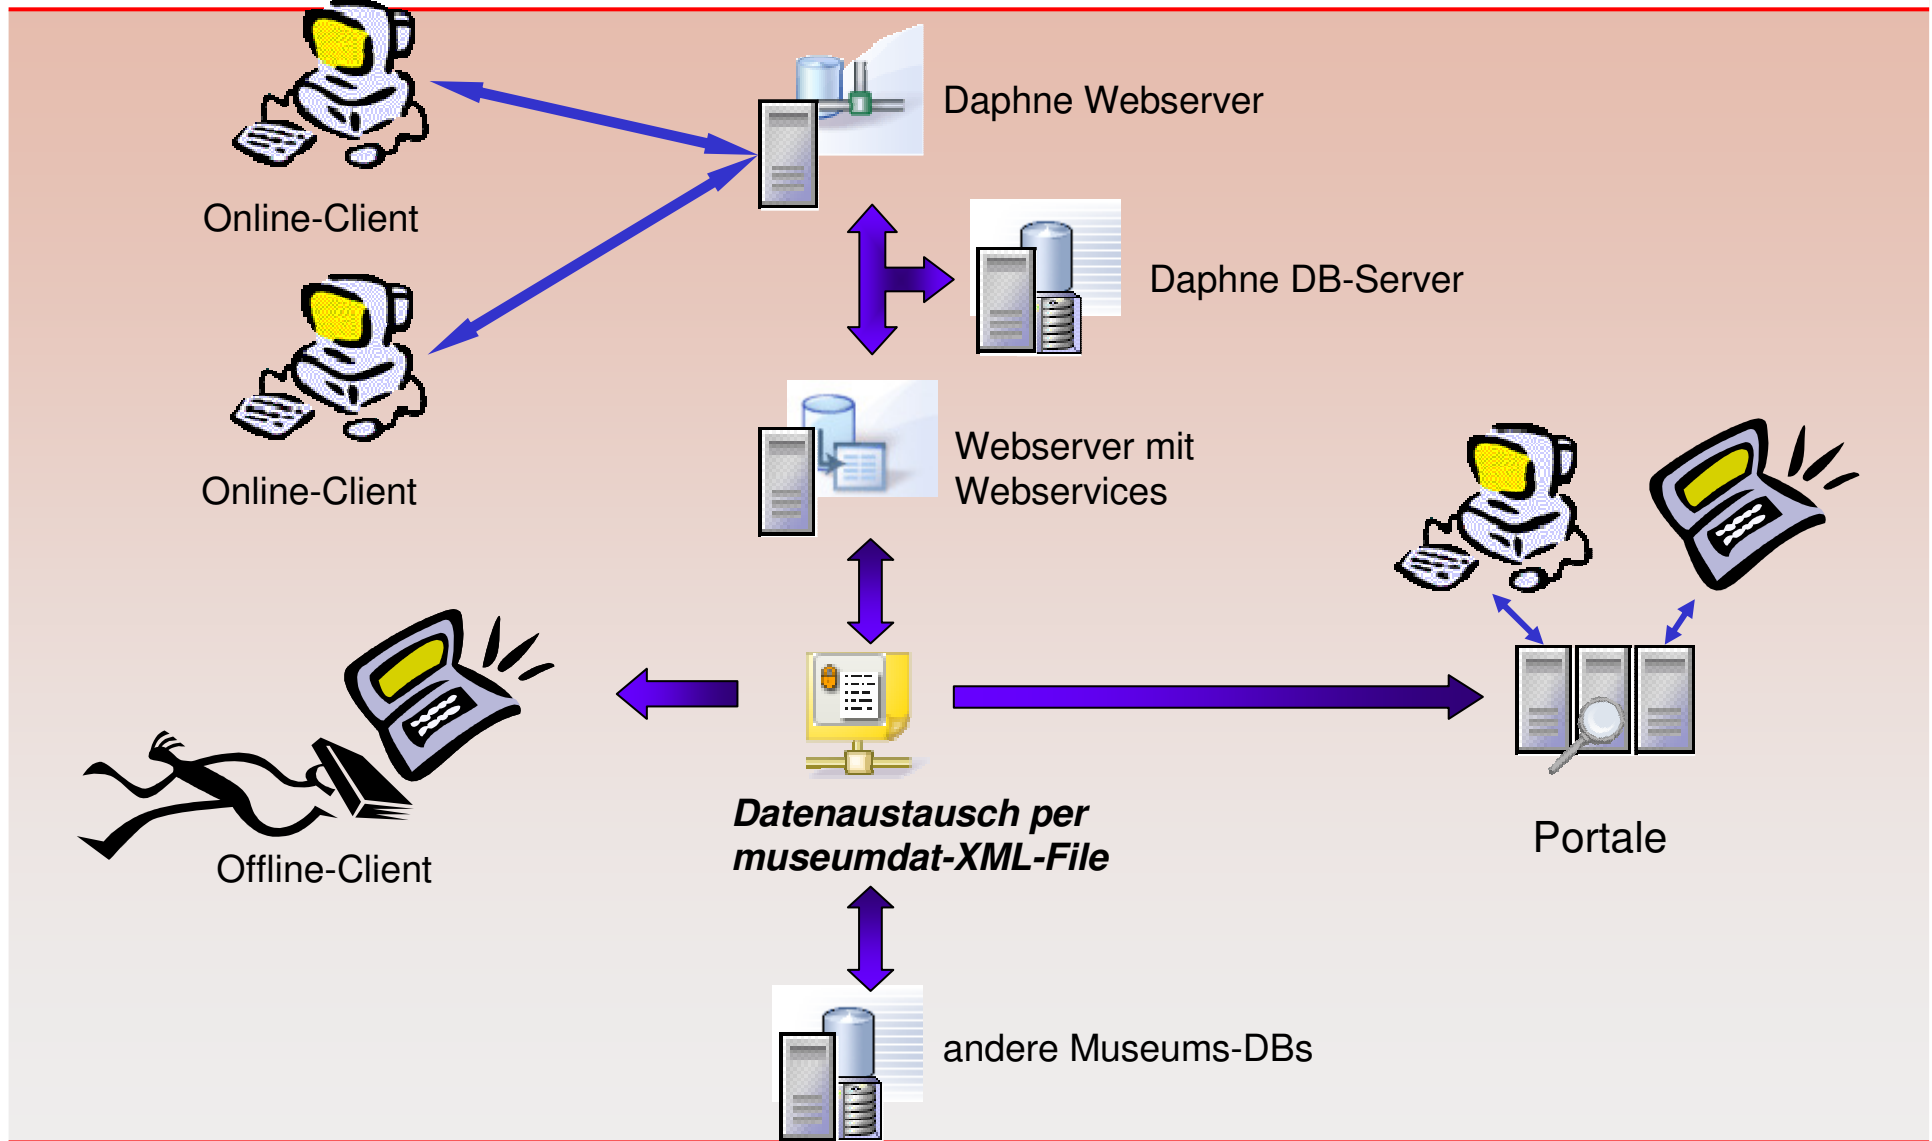 Daphne Webserver
Online-Client
Daphne DB-Server
Online-Client
Webserver mit
Webservices
Datenaustausch per
museumdat-XML-File
Portale
Offline-Client
andere Museums-DBs